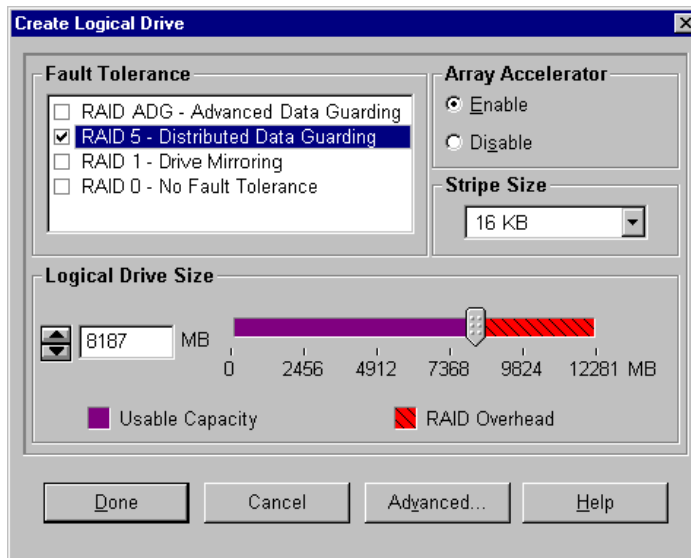 Create Logical Drive
Fault Tolerance
RAID ADG - Advanced Data Guarding
RAID 5 - Distributed Data Guarding
RAID 1 - Drive Mirroring
RAID 0 - No Fault Tolerance
Array Accelerator
Enable
Disable
Stripe Size
16 KB
Logical Drive Size
8187 MB
0 2456 4912 7368 9824 12281 MB
Usable Capacity RAID Overhead
Done Cancel Advanced... Help